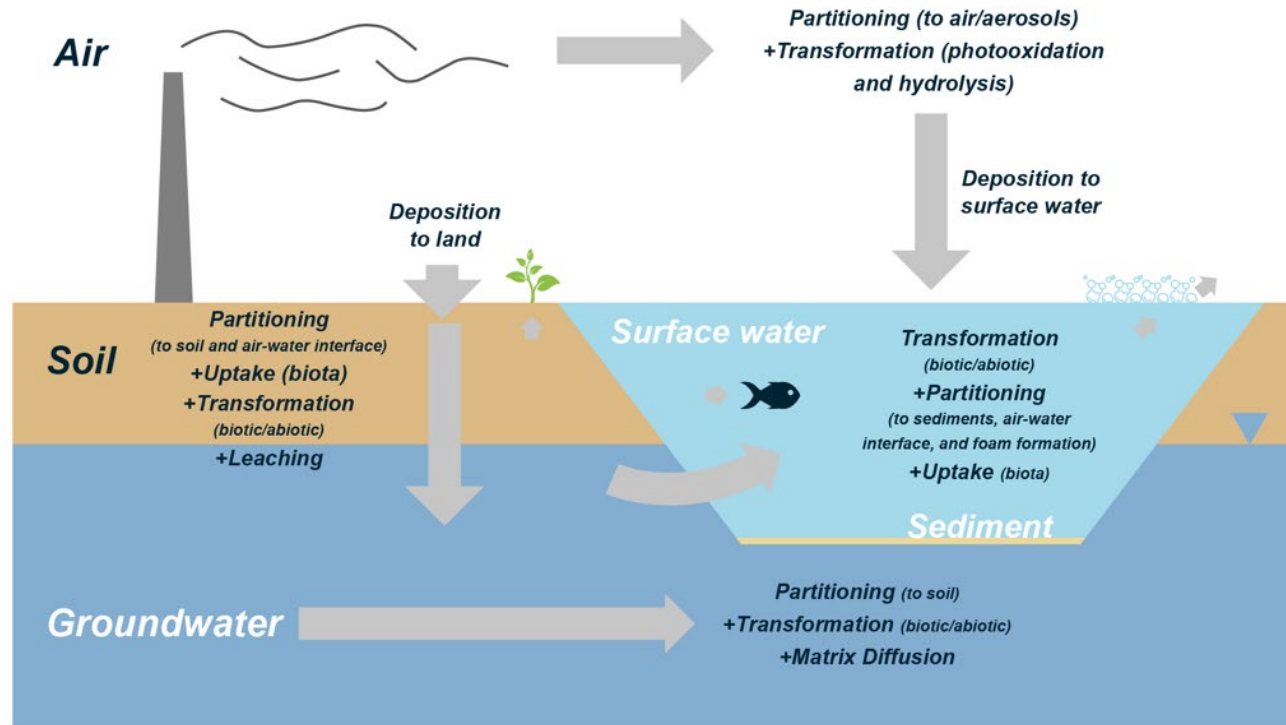 Air
Partitioning (to air/aerosols)
+Transformation (photooxidation
and hydrolysis)
Deposition to
surface water
Deposition
to land
Soil
Partitioning
(to soil and air-water interface)
+Uptake (biota)
+Transformation
(biotic/abiotic)
+Leaching
Surface water
Transformation
(biotic/abiotic)
+Partitioning
(to sediments, air-water
interface, and foam formation)
+Uptake (biota)
Sediment
Groundwater
Partitioning (to soil)
+Transformation (biotic/abiotic)
+Matrix Diffusion